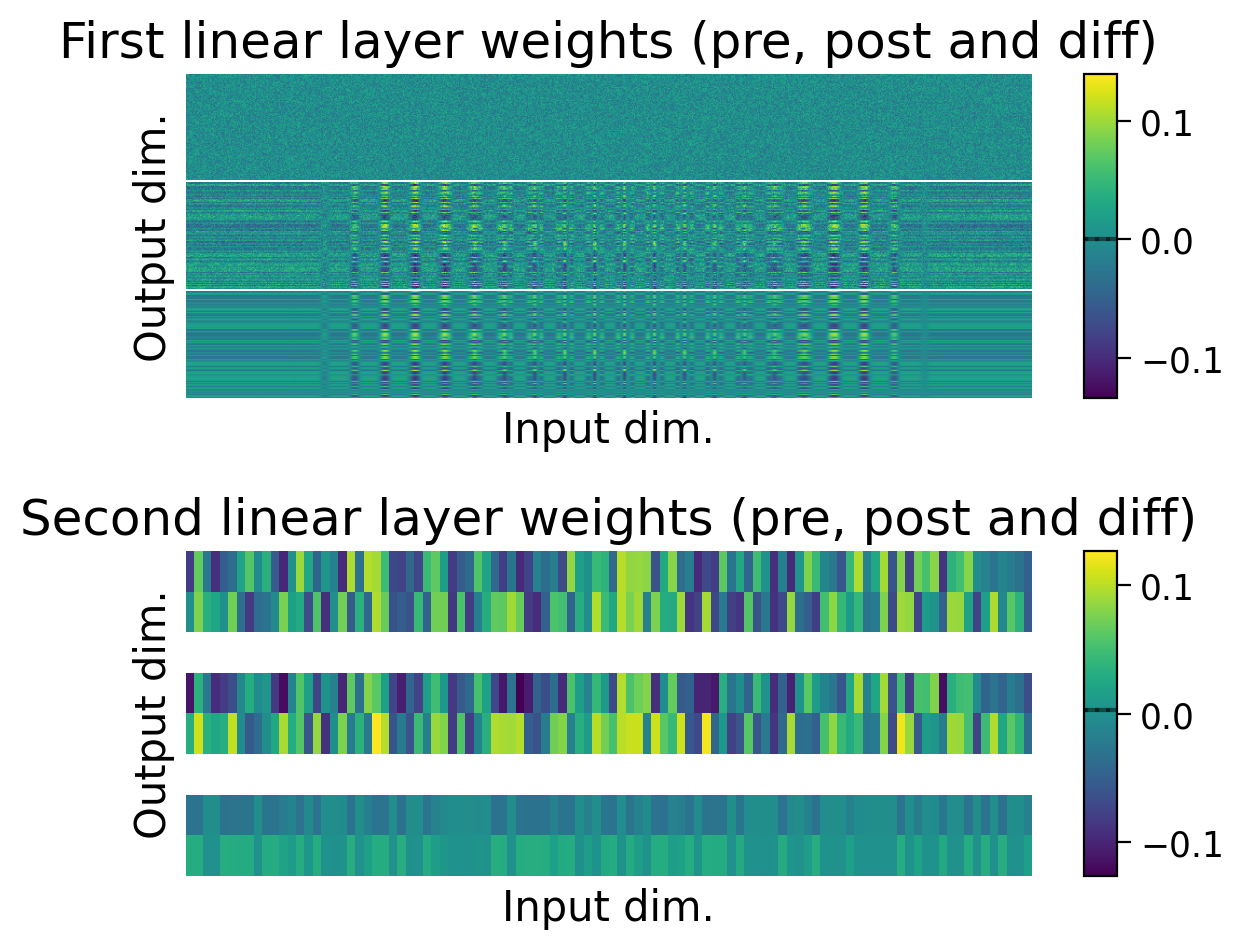 First linear layer weights (pre, post and diff)
Output dim.
0.1
0.0
−0.1
Input dim.
Second linear layer weights (pre, post and diff)
Output dim.
0.1
0.0
−0.1
Input dim.